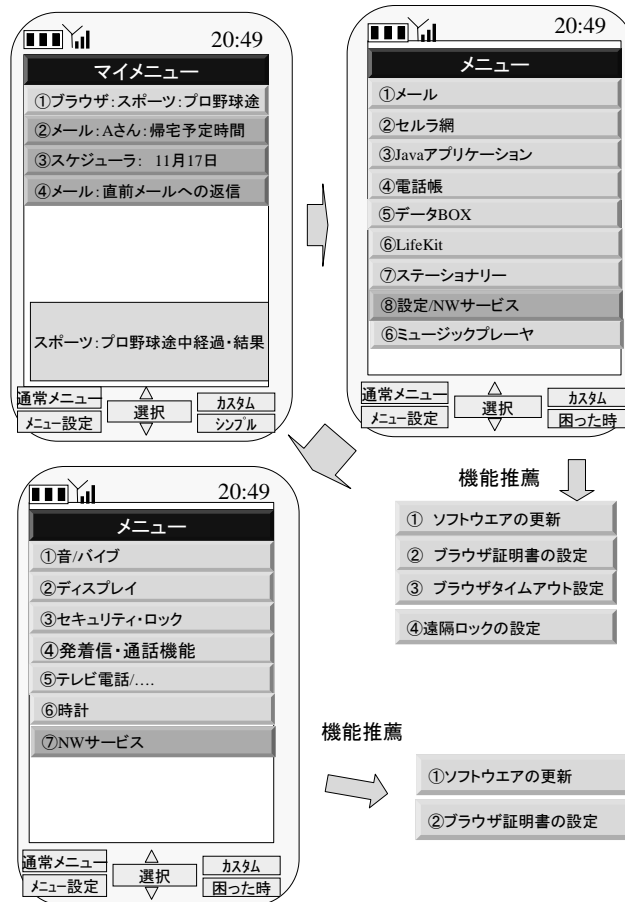 20:49
マイメニュー
①ブラウザ:スポーツ:プロ野球途
②メール:Aさん:帰宅予定時間
③スケジューラ: 11月17日
④メール:直前メールへの返信
スポーツ:プロ野球途中経過・結果
通常メニュー
メニュー設定
選択
カスタム
シンプル
20:49
メニュー
①メール
②セルラ網
③Javaアプリケーション
④電話帳
⑤データBOX
⑥LifeKit
⑦ステーショナリー
⑧設定/NWサービス
⑥ミュージックプレーヤ
通常メニュー
メニュー設定
選択
カスタム
困った時
機能推薦
① ソフトウエアの更新
② ブラウザ証明書の設定
③ ブラウザタイムアウト設定
④遠隔ロックの設定
20:49
メニュー
①音/バイブ
②ディスプレイ
③セキュリティ・ロック
④発着信・通話機能
⑤テレビ電話/….
⑥時計
⑦NWサービス
通常メニュー
メニュー設定
選択
カスタム
困った時
機能推薦
①ソフトウエアの更新
②ブラウザ証明書の設定